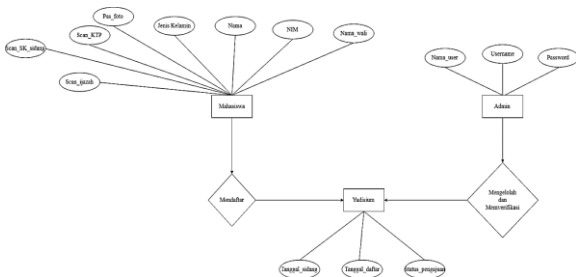 Pas_foto
Jenis Kelamin
Nama
NIM
Nama_wali
Scan_KTP
Scan_SK_sidang
Scan_ijazah
Nama_user
Username
Password
Mahasiswa
Admin
Mendaftar
Yudisium
Mengelolah
dan
Memverifikasi
Tanggal_sidang
Tanggal_daftar
Status_pengajuan